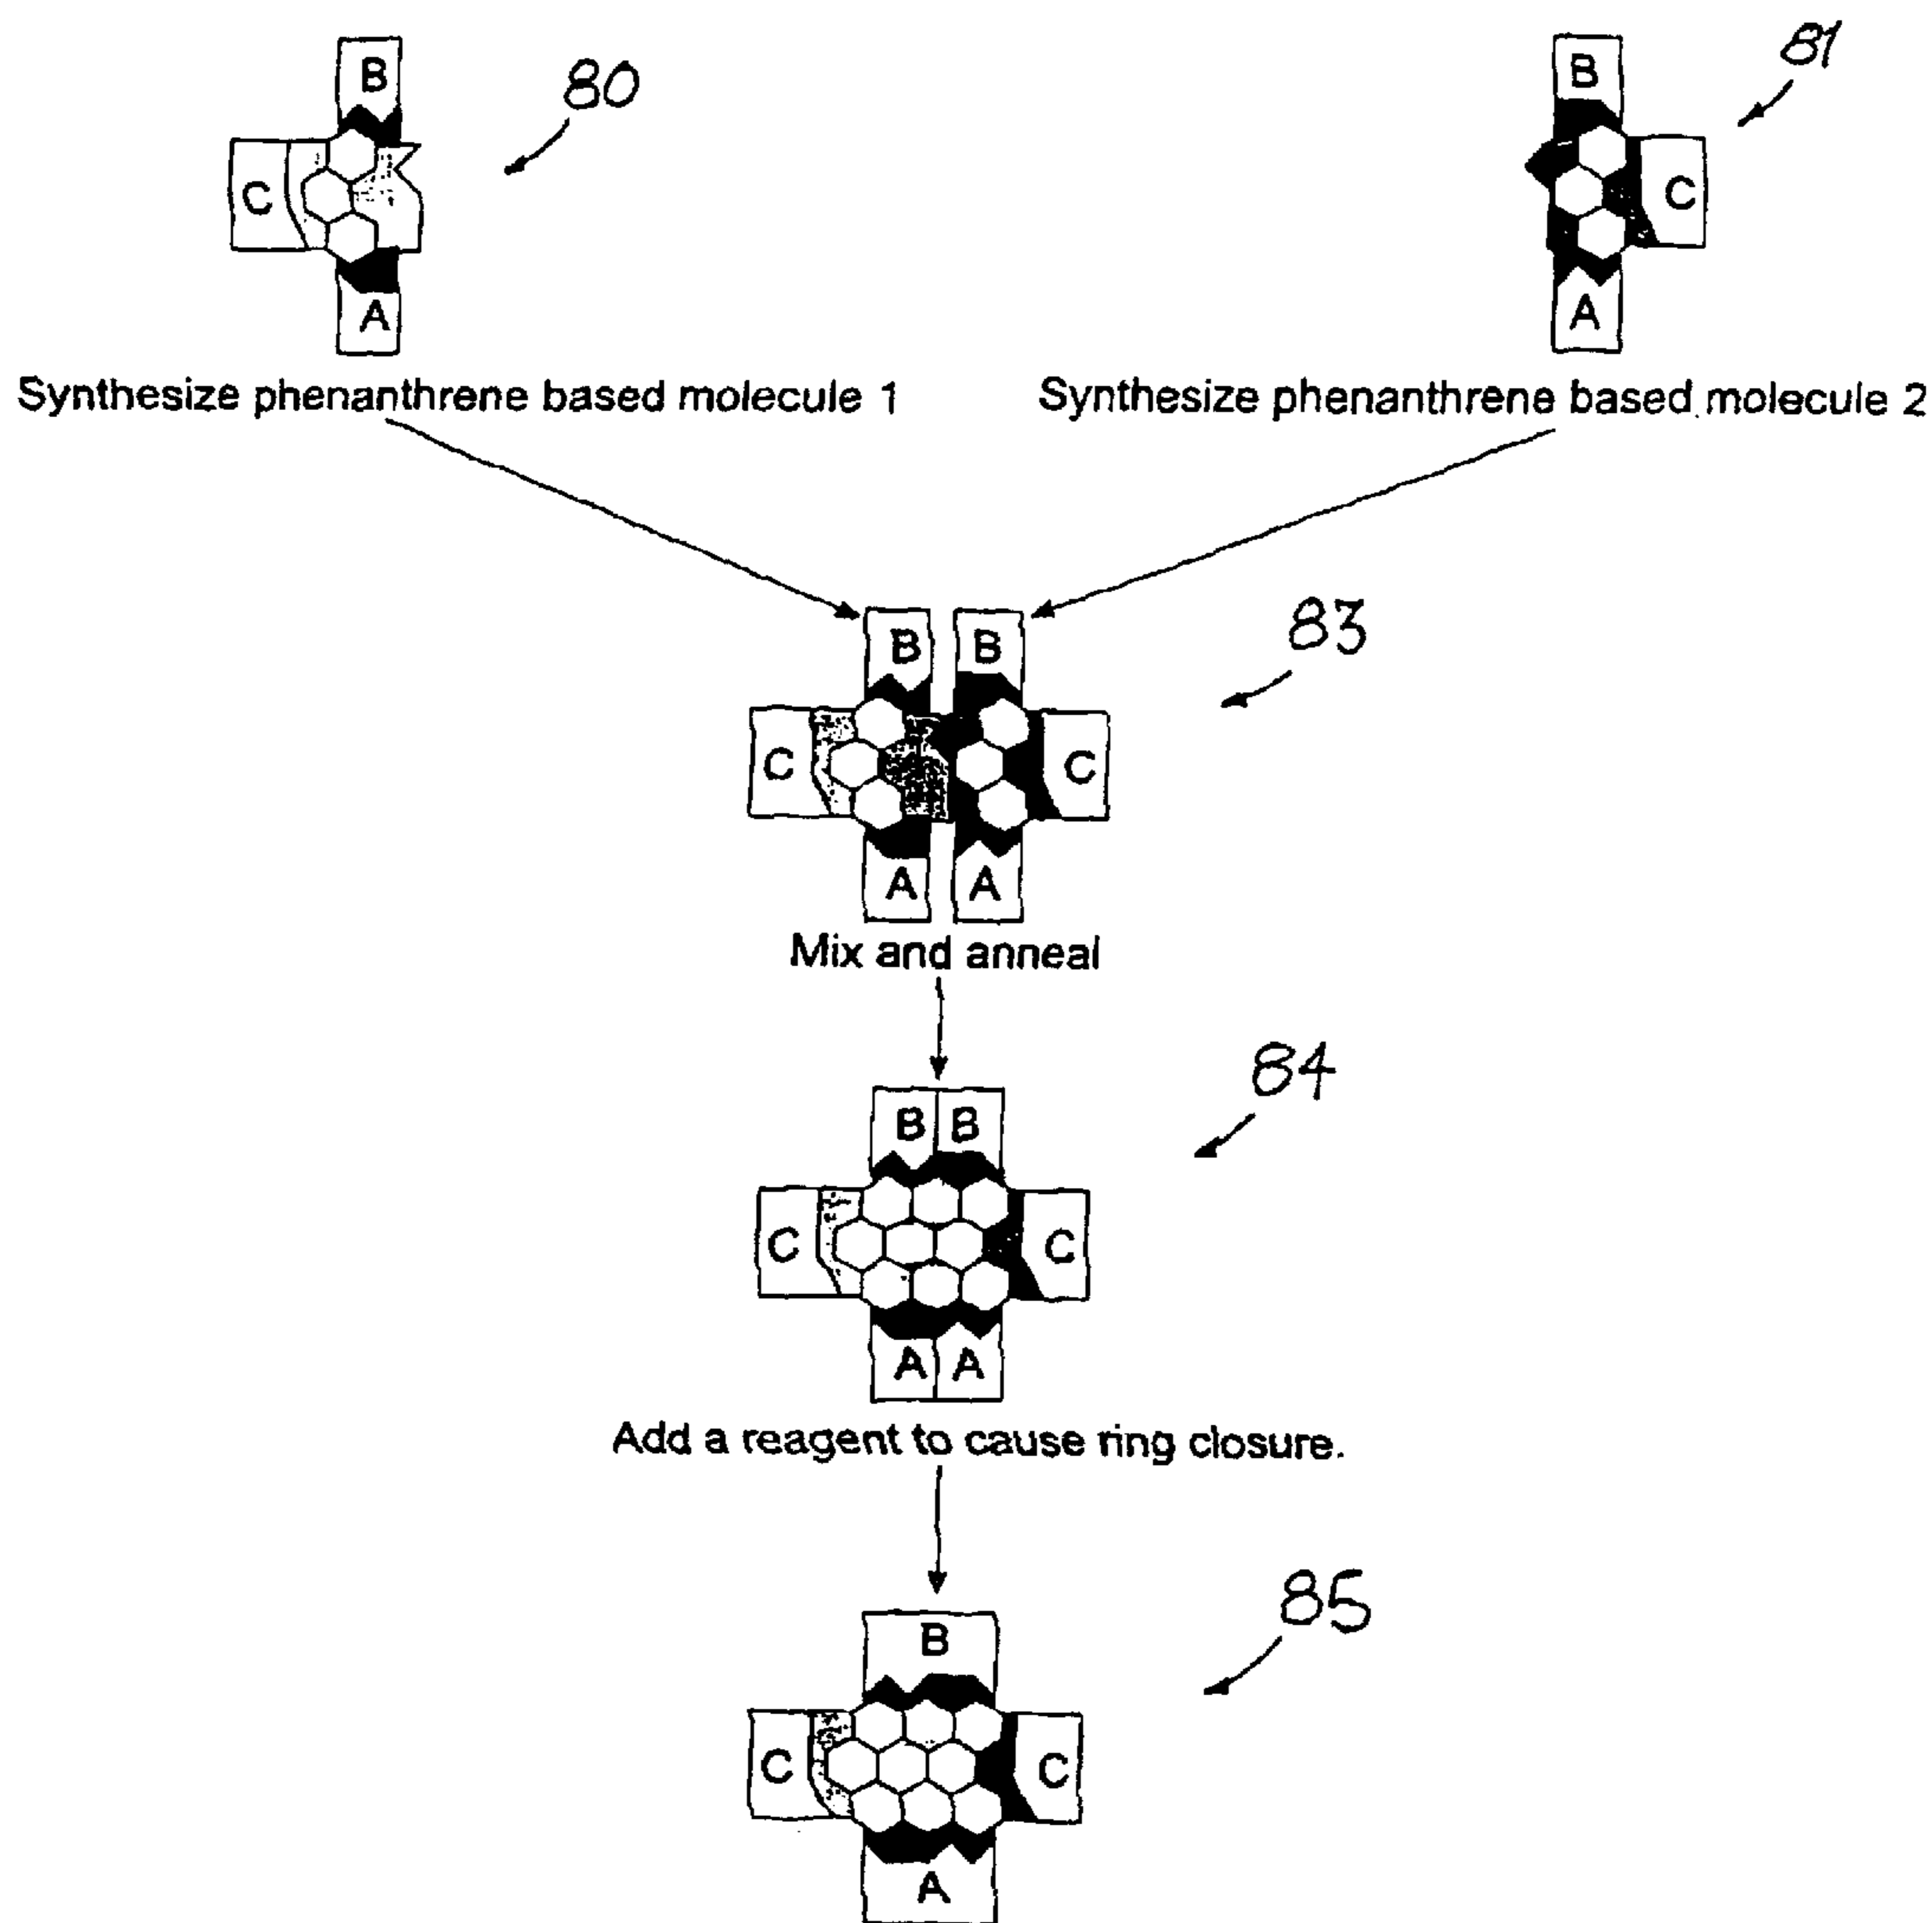 B
80
C
A
B
81
C
A
Synthesize phenanthrene based molecule 1
Synthesize phenanthrene based molecule 2
B B
83
C C
A A
Mix and anneal
B B
84
C C
A A
Add a reagent to cause ring closure.
B
85
C C
A